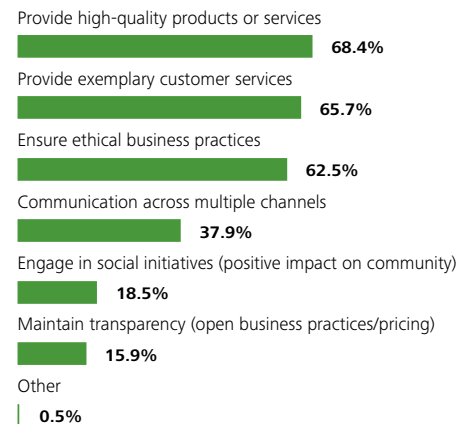 Provide high-quality products or services
68.4%
Provide exemplary customer services
65.7%
Ensure ethical business practices
62.5%
Communication across multiple channels
37.9%
Engage in social initiatives (positive impact on community)
18.5%
Maintain transparency (open business practices/pricing)
15.9%
Other
0.5%